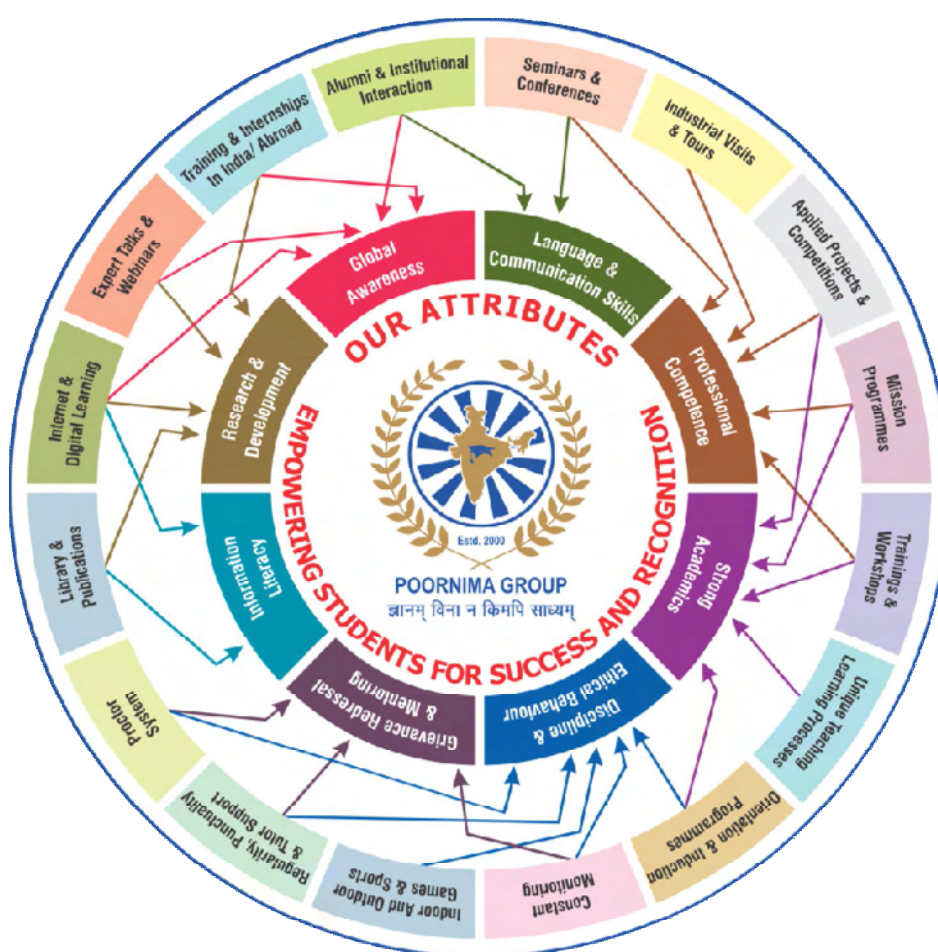 Alumni & Institutional
Interaction
Seminars &
Conferences
Industrial Visits
& Tours
Applied Projects &
Competitions
Mission
Programmes
Trainings &
Workshops
Unique Teaching
Learning Processes
Orientation & Induction
Programmes
Constant
Monitoring
Indoor And Outdoor
Games & Sports
Regularity, Punctuality
& Tutor Support
Proctor
System
Library &
Publications
Internet &
Digital Learning
Expert Talks &
Webinars
Training & Internships
In India/ Abroad
Global
Awareness
Language &
Communication Skills
Professional
Competence
Strong
Academics
Discipline &
Ethical Behaviour
Grievance Redressal
& Mentoring
Information
Literacy
Research &
Development
OUR ATTRIBUTES
EMPOWERING STUDENTS FOR SUCCESS AND RECOGNITION
Estd. 2000
POORNIMA GROUP
ज्ञानम् विना न किमपि साध्यम्